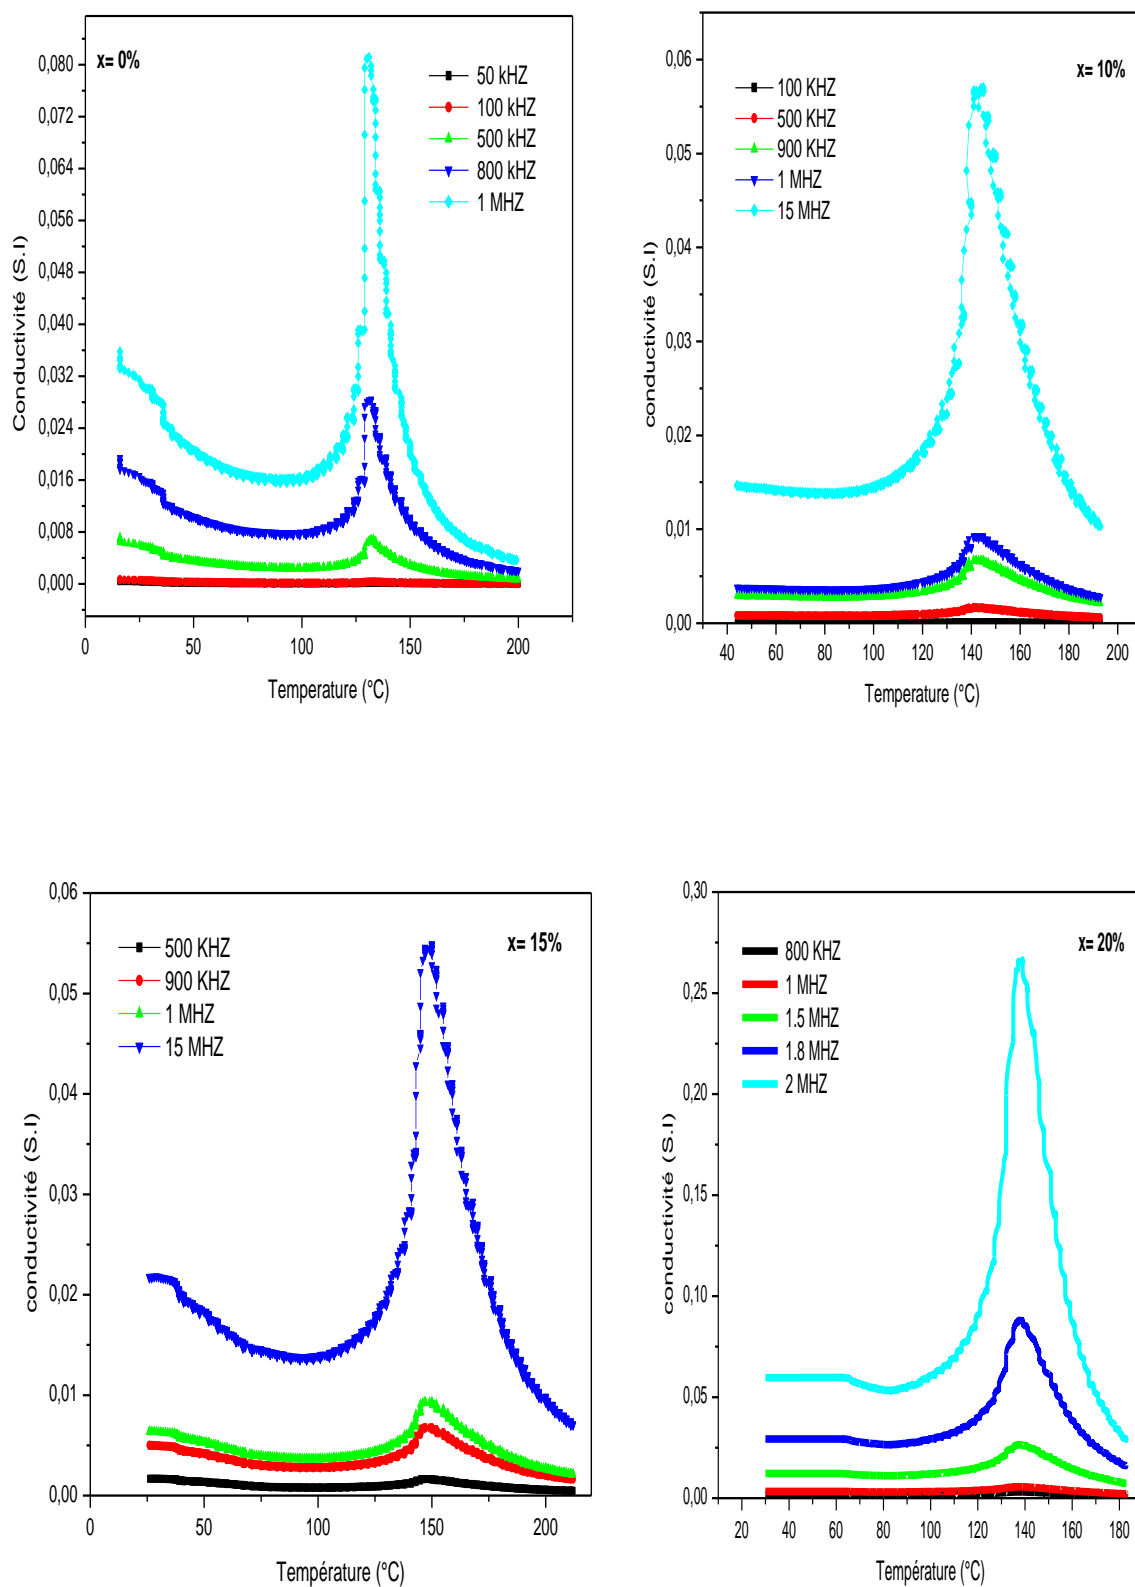 x= 0%
50 kHZ
100 kHZ
500 kHZ
800 kHZ
1 MHZ
0,080
0,072
0,064
0,056
0,048
0,040
0,032
0,024
0,016
0,008
0,000
Conductivité (S.I)
0
50
100
150
200
Temperature (°C)
x= 10%
100 KHZ
500 KHZ
900 KHZ
1 MHZ
15 MHZ
0,06
0,05
0,04
0,03
0,02
0,01
0,00
conductivité (S.I)
40
60
80
100
120
140
160
180
200
Temperature (°C)
x= 15%
500 KHZ
900 KHZ
1 MHZ
15 MHZ
0,06
0,05
0,04
0,03
0,02
0,01
0,00
conductivité (S.I)
0
50
100
150
200
Température (°C)
x= 20%
800 KHZ
1 MHZ
1.5 MHZ
1.8 MHZ
2 MHZ
0,30
0,25
0,20
0,15
0,10
0,05
0,00
conductivité (S.I)
20
40
60
80
100
120
140
160
180
Température (°C)